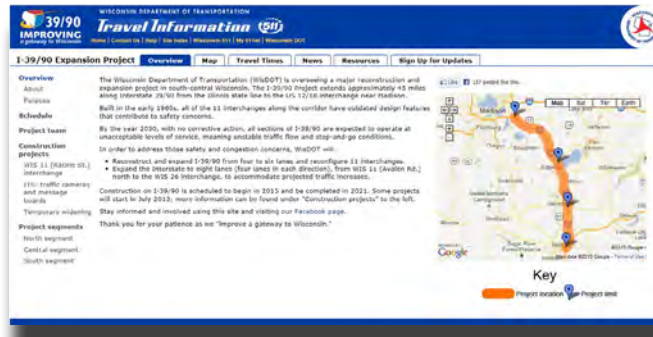 39/90
IMPROVING
a gateway to Wisconsin
WISCONSIN DEPARTMENT OF TRANSPORTATION
Travel Information 511
Home | Contact Us | Help | Site Index | Wisconsin 511 | My 511WI | Wisconsin DOT
I-39/90 Expansion Project
Overview
Map
Travel Times
News
Resources
Sign Up for Updates
Overview
About
Purpose
Schedule
Project team
Construction
projects
WIS 11 (Racine St.)
interchange
ITS: traffic cameras
and message
boards
Temporary widening
Project segments
North segment
Central segment
South segment
The Wisconsin Department of Transportation (WisDOT) is overseeing a major reconstruction and
expansion project in south-central Wisconsin. The I-39/90 Project extends approximately 45 miles
along Interstate 39/90 from the Illinois state line to the US 12/18 interchange near Madison.
Built in the early 1960s, all of the 11 interchanges along the corridor have outdated design features
that contribute to safety concerns.
By the year 2030, with no corrective action, all sections of I-39/90 are expected to operate at
unacceptable levels of service, meaning unstable traffic flow and stop-and-go conditions.
In order to address those safety and congestion concerns, WisDOT will:
• Reconstruct and expand I-39/90 from four to six lanes and reconfigure 11 interchanges.
• Expand the Interstate to eight lanes (four lanes in each direction), from WIS 11 (Avalon Rd.)
north to the WIS 26 interchange, to accommodate projected traffic increases.
Construction on I-39/90 is scheduled to begin in 2015 and be completed in 2021. Some projects
will start in July 2013; more information can be found under "Construction projects" to the left.
Stay informed and involved using this site and visiting our Facebook page.
Thank you for your patience as we "Improve a gateway to Wisconsin."
Like
people like this.
Map
Sat
Ter
Earth
Madison
Google
Key
Project location
Project limit